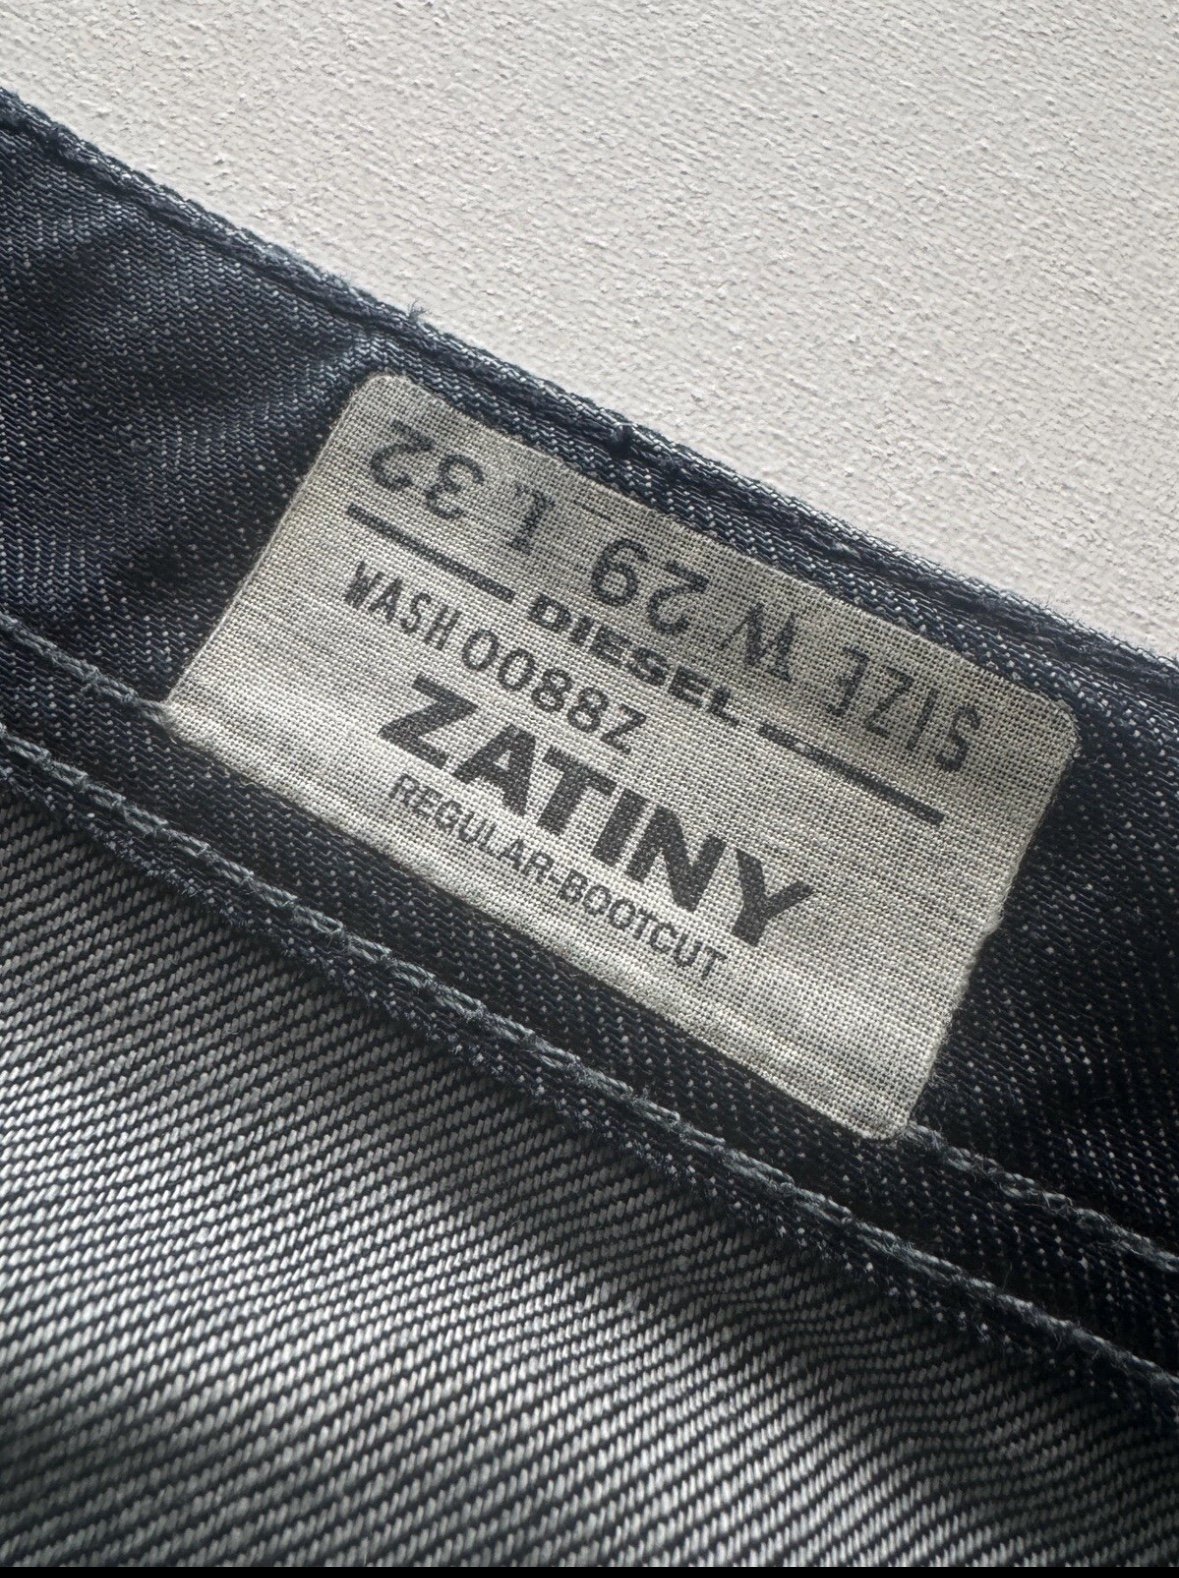 SIZE W 29 L 32
DIESEL
WASH 0088Z
ZATINY
REGULAR-BOOTCUT